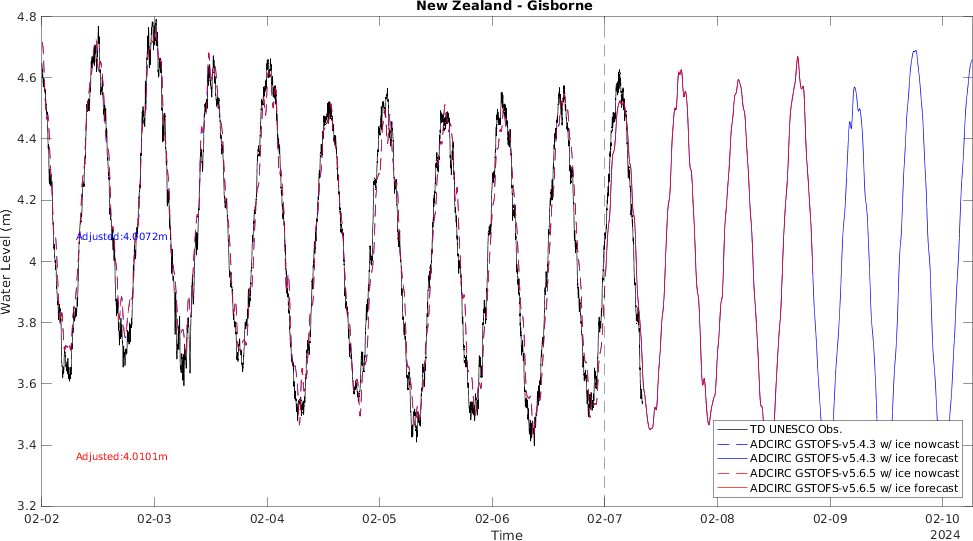 New Zealand - Gisborne
4.8
4.6
4.4
4.2
4
3.8
3.6
3.4
3.2
Water Level (m)
Adjusted:4.0072m
Adjusted:4.0101m
TD UNESCO Obs.
ADCIRC GSTOFS-v5.4.3 w/ ice nowcast
ADCIRC GSTOFS-v5.4.3 w/ ice forecast
ADCIRC GSTOFS-v5.6.5 w/ ice nowcast
ADCIRC GSTOFS-v5.6.5 w/ ice forecast
02-02 02-03 02-04 02-05 02-06 02-07 02-08 02-09 02-10
Time
2024